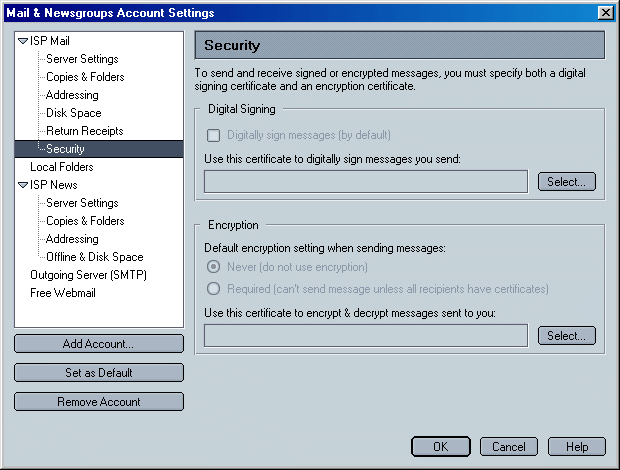 Mail & Newsgroups Account Settings
ISP Mail
Server Settings
Copies & Folders
Addressing
Disk Space
Return Receipts
Security
Local Folders
ISP News
Server Settings
Copies & Folders
Addressing
Offline & Disk Space
Outgoing Server (SMTP)
Free Webmail
Add Account...
Set as Default
Remove Account
Security
To send and receive signed or encrypted messages, you must specify both a digital
signing certificate and an encryption certificate.
Digital Signing
Digitally sign messages (by default)
Use this certificate to digitally sign messages you send:
Select...
Encryption
Default encryption setting when sending messages:
Never (do not use encryption)
Required (can't send message unless all recipients have certificates)
Use this certificate to encrypt & decrypt messages sent to you:
Select...
OK
Cancel
Help